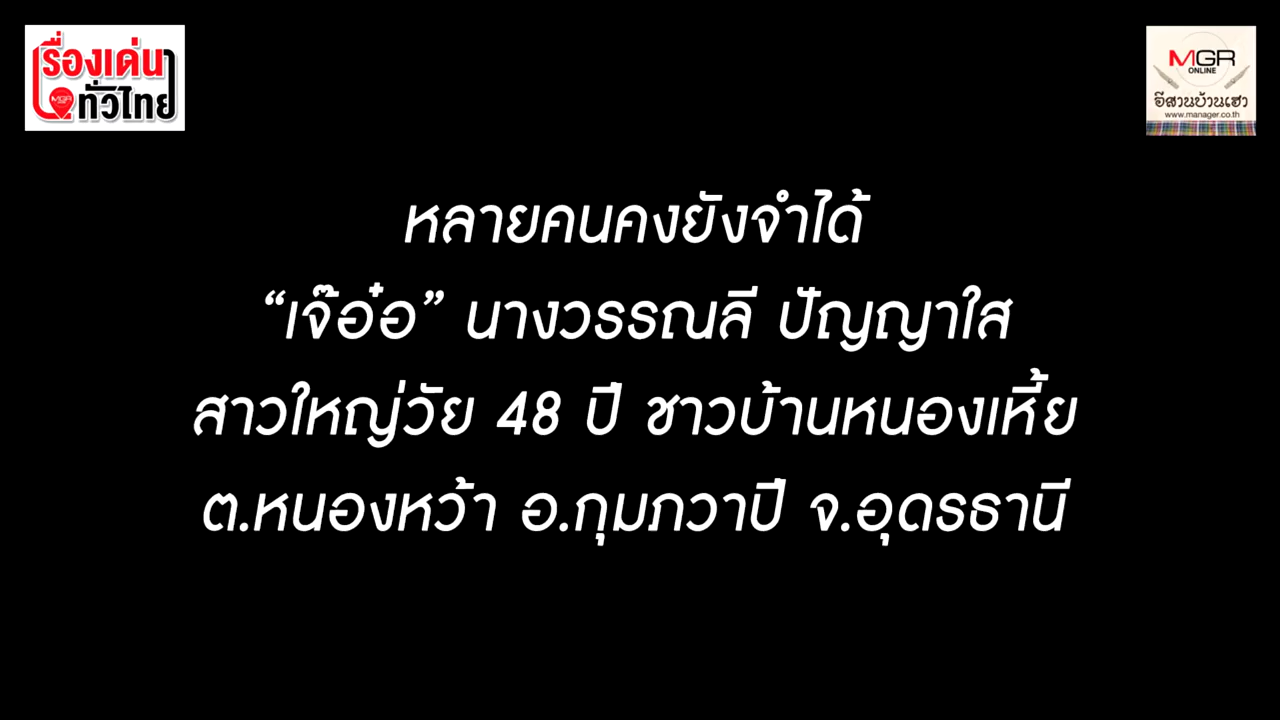 เรื่องเด่น
MGR
ทั่วไทย
MGR
ONLINE
อีสานบ้านเฮา
www.manager.co.th
หลายคนคงยังจำได้
“เจ๊อ๋อ” นางวรรณลี ปัญญาใส
สาวใหญ่วัย 48 ปี ชาวบ้านหนองเหี้ย
ต.หนองหว้า อ.กุมภวาปี จ.อุดรธานี